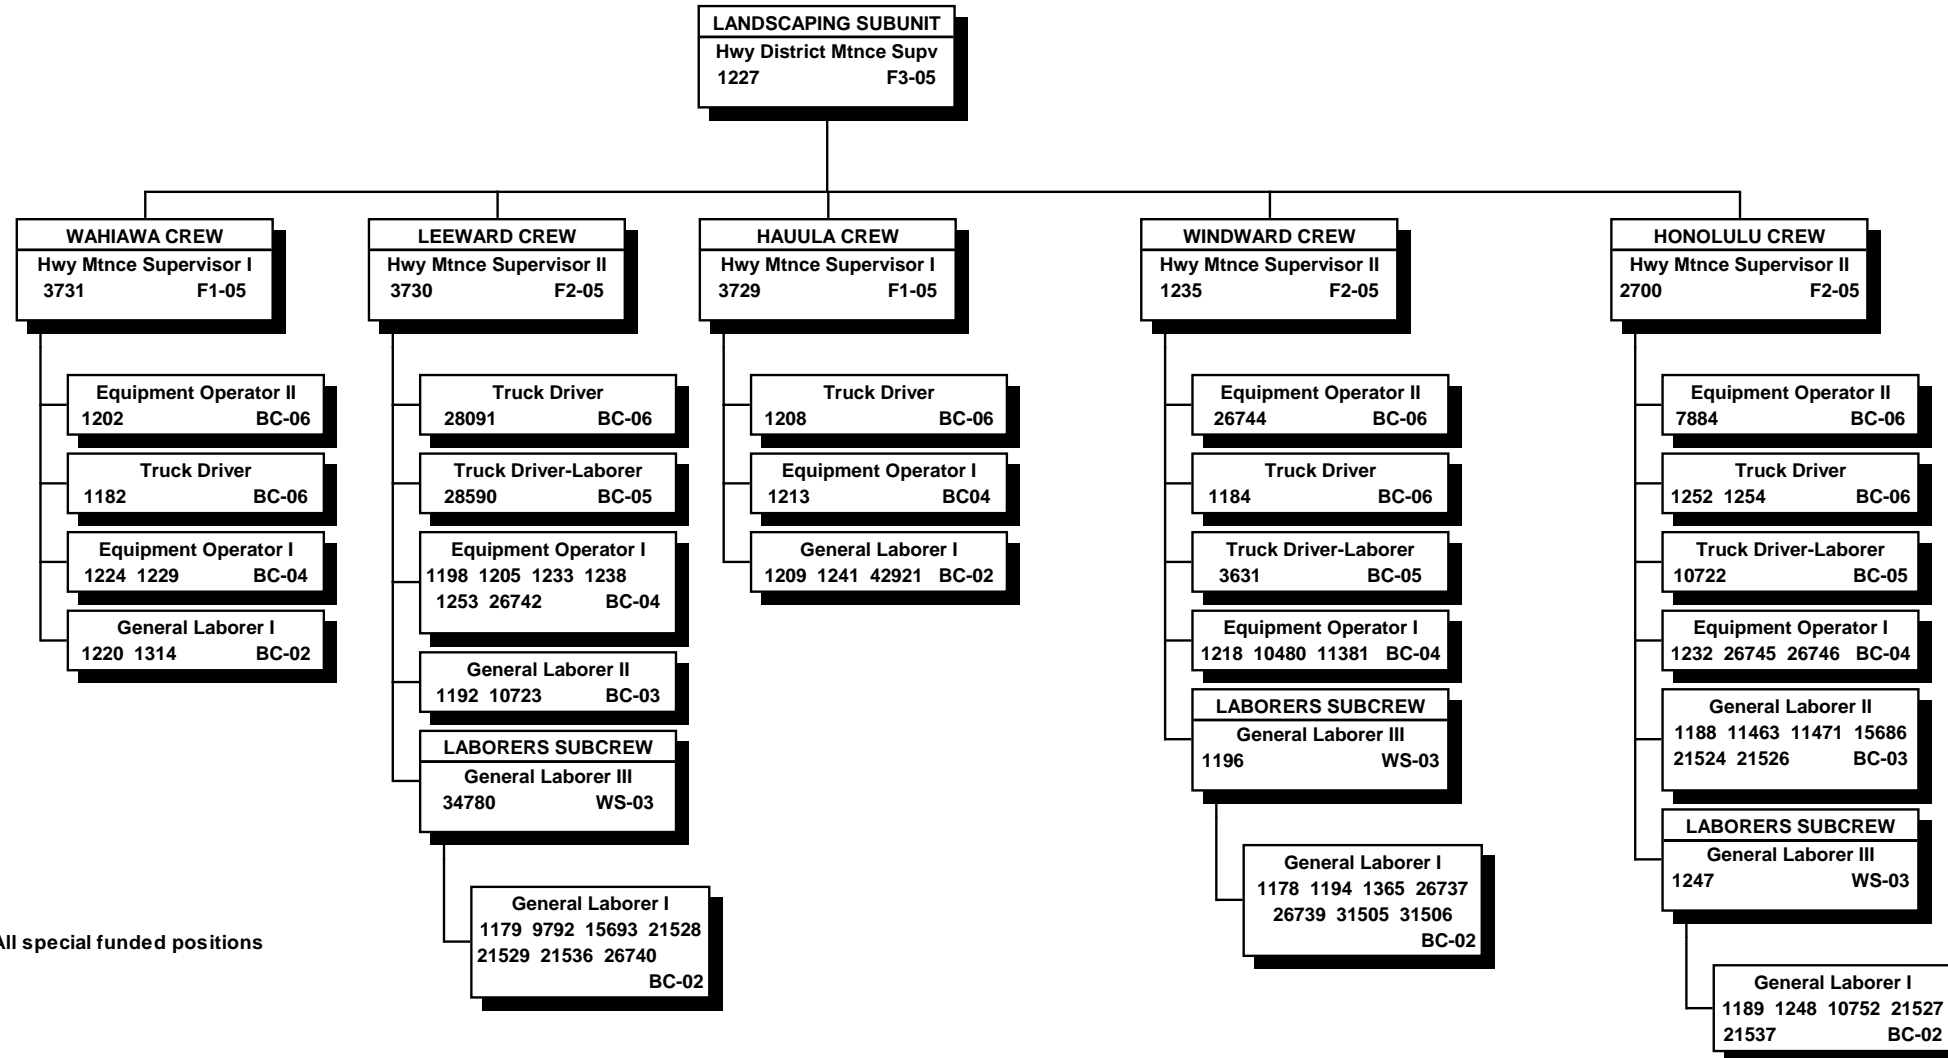 LANDSCAPING SUBUNIT
Hwy District Mtnce Supv
1227 F3-05
WAHIAWA CREW
Hwy Mtnce Supervisor I
3731 F1-05
Equipment Operator II
1202 BC-06
Truck Driver
1182 BC-06
Equipment Operator I
1224 1229 BC-04
General Laborer I
1220 1314 BC-02
LEEWARD CREW
Hwy Mtnce Supervisor II
3730 F2-05
Truck Driver
28091 BC-06
Truck Driver-Laborer
28590 BC-05
Equipment Operator I
1198 1205 1233 1238
1253 26742 BC-04
General Laborer II
1192 10723 BC-03
LABORERS SUBCREW
General Laborer III
34780 WS-03
General Laborer I
1179 9792 15693 21528
21529 21536 26740
BC-02
HAUULA CREW
Hwy Mtnce Supervisor I
3729 F1-05
Truck Driver
1208 BC-06
Equipment Operator I
1213 BC04
General Laborer I
1209 1241 42921 BC-02
WINDWARD CREW
Hwy Mtnce Supervisor II
1235 F2-05
Equipment Operator II
26744 BC-06
Truck Driver
1184 BC-06
Truck Driver-Laborer
3631 BC-05
Equipment Operator I
1218 10480 11381 BC-04
LABORERS SUBCREW
General Laborer III
1196 WS-03
General Laborer I
1178 1194 1365 26737
26739 31505 31506
BC-02
HONOLULU CREW
Hwy Mtnce Supervisor II
2700 F2-05
Equipment Operator II
7884 BC-06
Truck Driver
1252 1254 BC-06
Truck Driver-Laborer
10722 BC-05
Equipment Operator I
1232 26745 26746 BC-04
General Laborer II
1188 11463 11471 15686
21524 21526 BC-03
LABORERS SUBCREW
General Laborer III
1247 WS-03
General Laborer I
1189 1248 10752 21527
21537 BC-02
All special funded positions